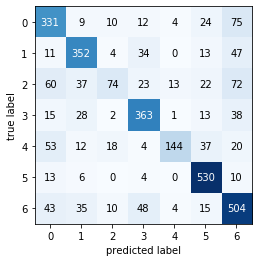 0 331 9 10 12 4 24 75
1 11 352 4 34 0 13 47
2 60 37 74 23 13 22 72
true label
3 15 28 2 363 1 13 38
4 53 12 18 4 144 37 20
5 13 6 0 4 0 530 10
6 43 35 10 48 4 15 504
0 1 2 3 4 5 6
predicted label